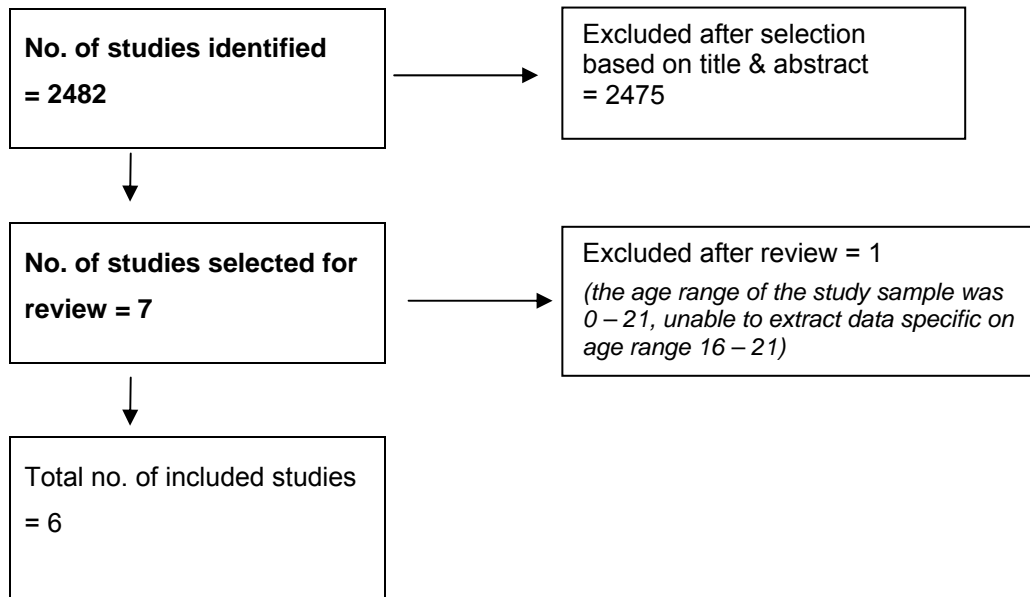 No. of studies identified
= 2482
Excluded after selection
based on title & abstract
= 2475
No. of studies selected for
review = 7
Excluded after review = 1
(the age range of the study sample was
0 – 21, unable to extract data specific on
age range 16 – 21)
Total no. of included studies
= 6